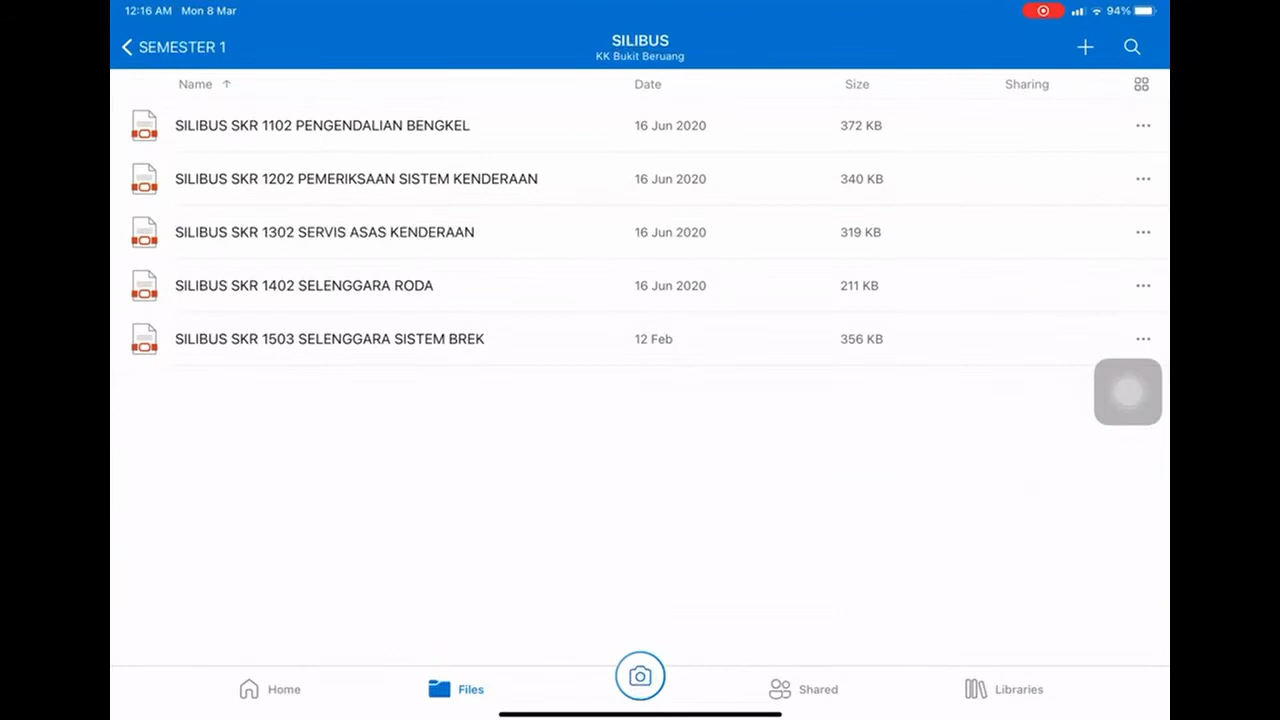 12:16 AM Mon 8 Mar 94%
SEMESTER 1
SILIBUS
KK Bukit Beruang
Name ↑ Date Size Sharing
SILIBUS SKR 1102 PENGENDALIAN BENGKEL 16 Jun 2020 372 KB
SILIBUS SKR 1202 PEMERIKSAAN SISTEM KENDERAAN 16 Jun 2020 340 KB
SILIBUS SKR 1302 SERVIS ASAS KENDERAAN 16 Jun 2020 319 KB
SILIBUS SKR 1402 SELENGGARA RODA 16 Jun 2020 211 KB
SILIBUS SKR 1503 SELENGGARA SISTEM BREK 12 Feb 356 KB
Home Files Shared Libraries